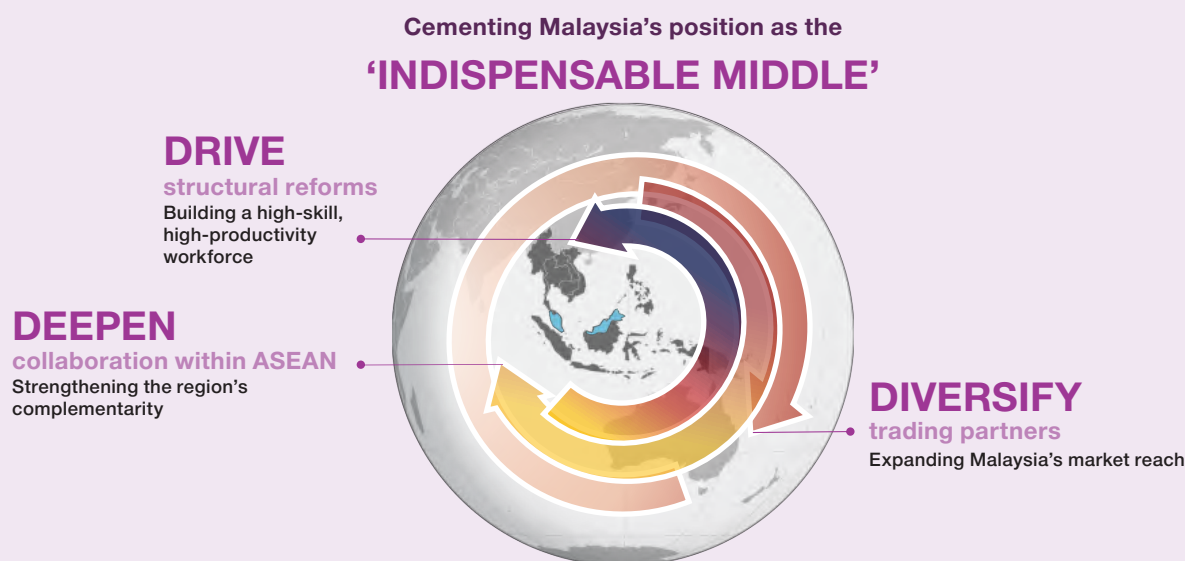 Cementing Malaysia’s position as the
‘INDISPENSABLE MIDDLE’
DRIVE
structural reforms
Building a high-skill,
high-productivity
workforce
DEEPEN
collaboration within ASEAN
Strengthening the region’s
complementarity
DIVERSIFY
trading partners
Expanding Malaysia’s market reach